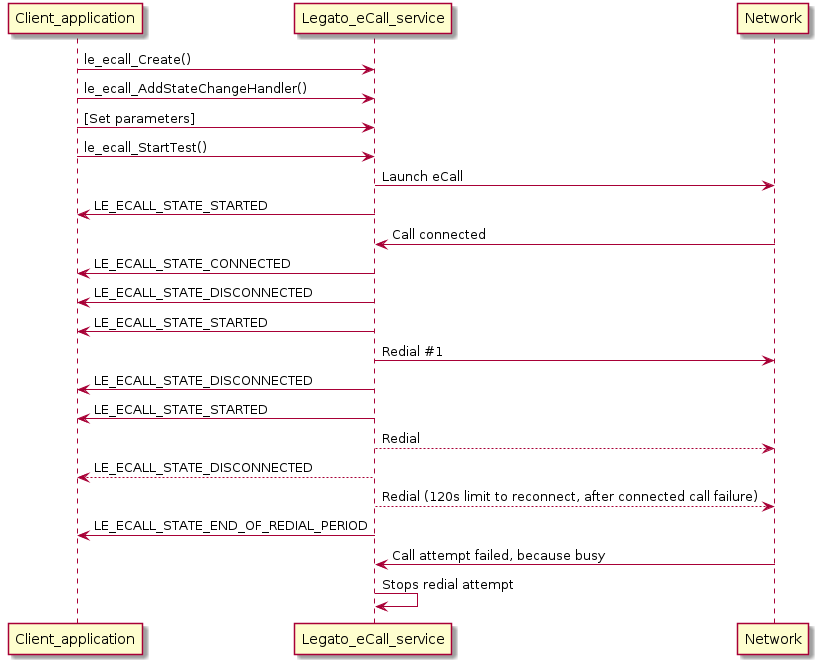 Client_application
Legato_eCall_service
Network
le_ecall_Create()
le_ecall_AddStateChangeHandler()
[Set parameters]
le_ecall_StartTest()
Launch eCall
LE_ECALL_STATE_STARTED
Call connected
LE_ECALL_STATE_CONNECTED
LE_ECALL_STATE_DISCONNECTED
LE_ECALL_STATE_STARTED
Redial #1
LE_ECALL_STATE_DISCONNECTED
LE_ECALL_STATE_STARTED
Redial
LE_ECALL_STATE_DISCONNECTED
Redial (120s limit to reconnect, after connected call failure)
LE_ECALL_STATE_END_OF_REDIAL_PERIOD
Call attempt failed, because busy
Stops redial attempt
Client_application
Legato_eCall_service
Network